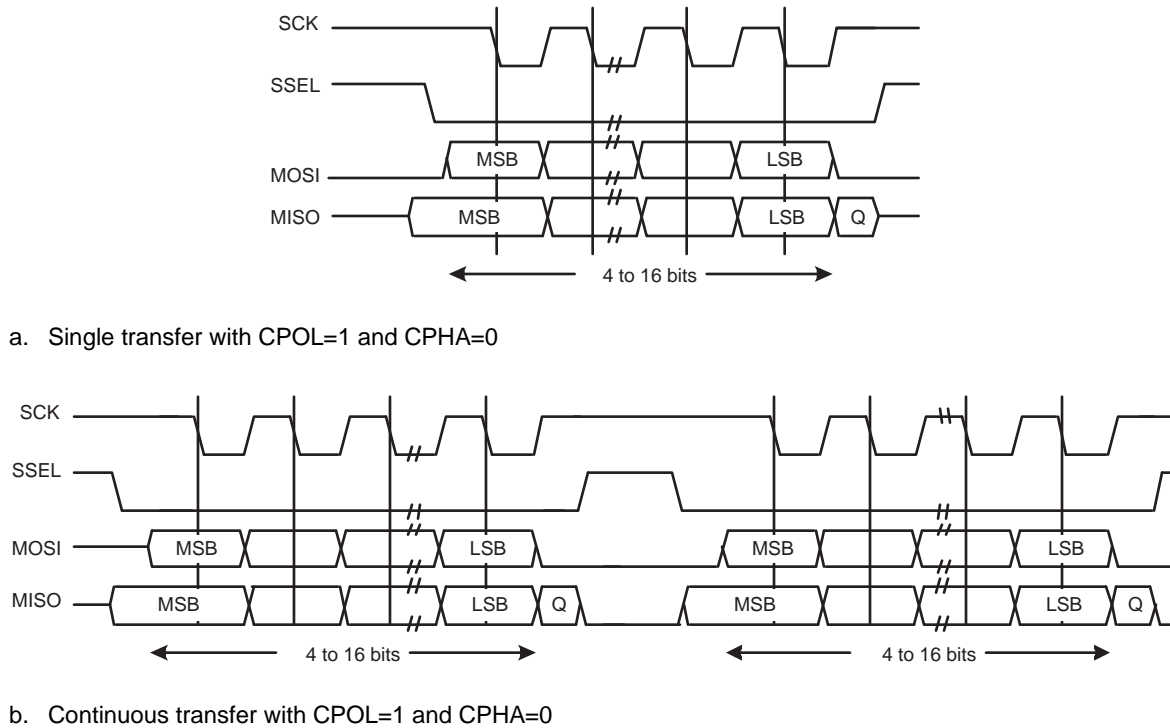 SCK
SSEL
MOSI MSB LSB
MISO MSB LSB Q
4 to 16 bits
a. Single transfer with CPOL=1 and CPHA=0
SCK
SSEL
MOSI MSB LSB MSB LSB
MISO MSB LSB Q MSB LSB Q
4 to 16 bits 4 to 16 bits
b. Continuous transfer with CPOL=1 and CPHA=0